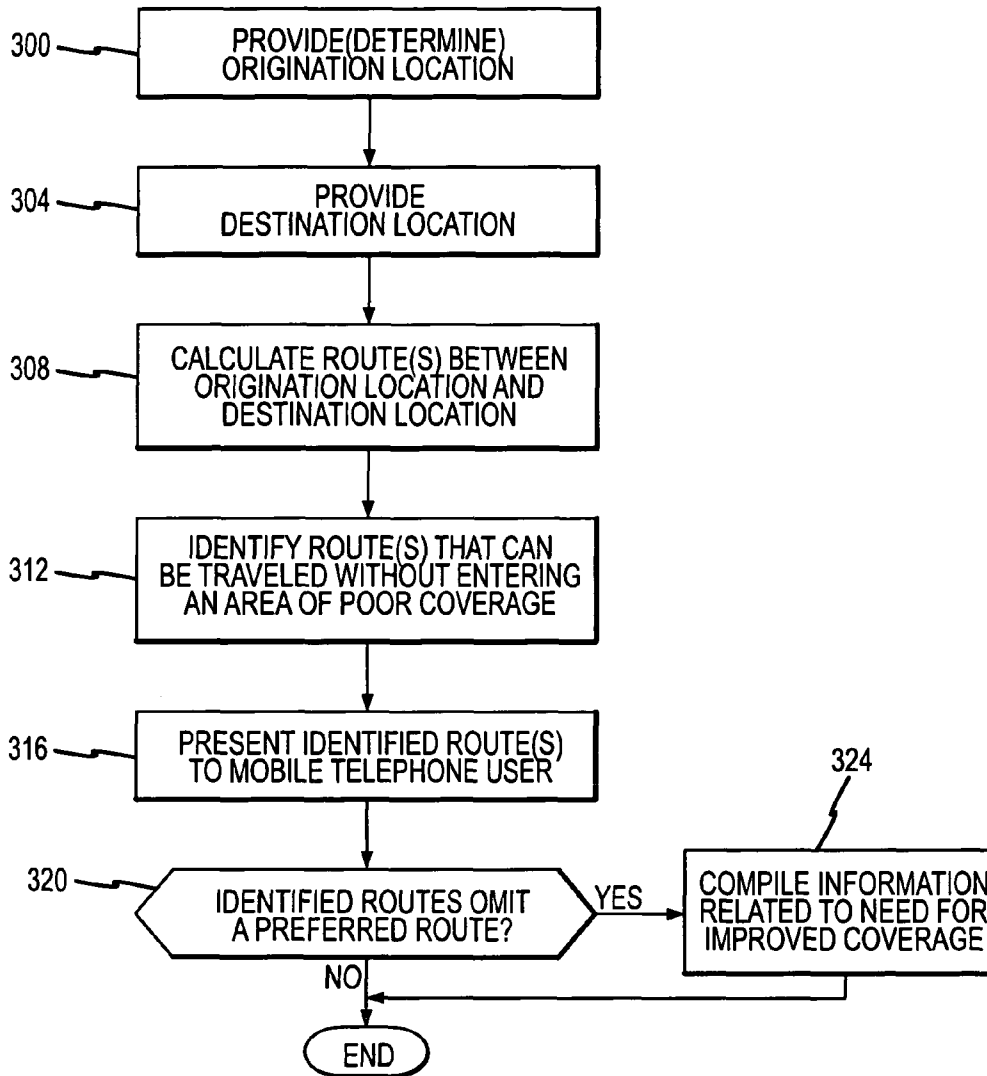 300
PROVIDE(DETERMINE)
ORIGINATION LOCATION
304
PROVIDE
DESTINATION LOCATION
308
CALCULATE ROUTE(S) BETWEEN
ORIGINATION LOCATION AND
DESTINATION LOCATION
312
IDENTIFY ROUTE(S) THAT CAN
BE TRAVELED WITHOUT ENTERING
AN AREA OF POOR COVERAGE
316
PRESENT IDENTIFIED ROUTE(S)
TO MOBILE TELEPHONE USER
320
IDENTIFIED ROUTES OMIT
A PREFERRED ROUTE?
YES
324
COMPILE INFORMATION
RELATED TO NEED FOR
IMPROVED COVERAGE
NO
END